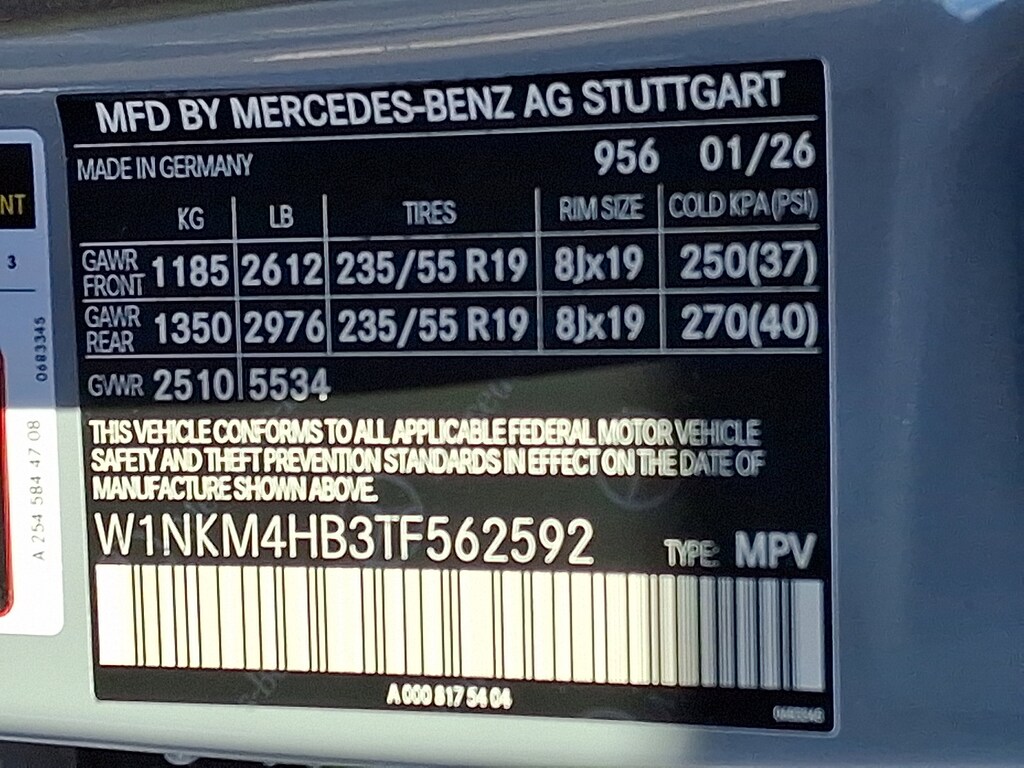 MFD BY MERCEDES-BENZ AG STUTTGART
MADE IN GERMANY 956 01/26
KG LB TIRES RIM SIZE COLD KPA (PSI)
GAWR FRONT 1185 2612 235/55 R19 8Jx19 250(37)
GAWR REAR 1350 2976 235/55 R19 8Jx19 270(40)
GVWR 2510 5534
THIS VEHICLE CONFORMS TO ALL APPLICABLE FEDERAL MOTOR VEHICLE
SAFETY AND THEFT PREVENTION STANDARDS IN EFFECT ON THE DATE OF
MANUFACTURE SHOWN ABOVE.
W1NKM4HB3TF562592 TYPE: MPV
A 000 817 54 04
NT
3
0683345
A 254 584 47 08